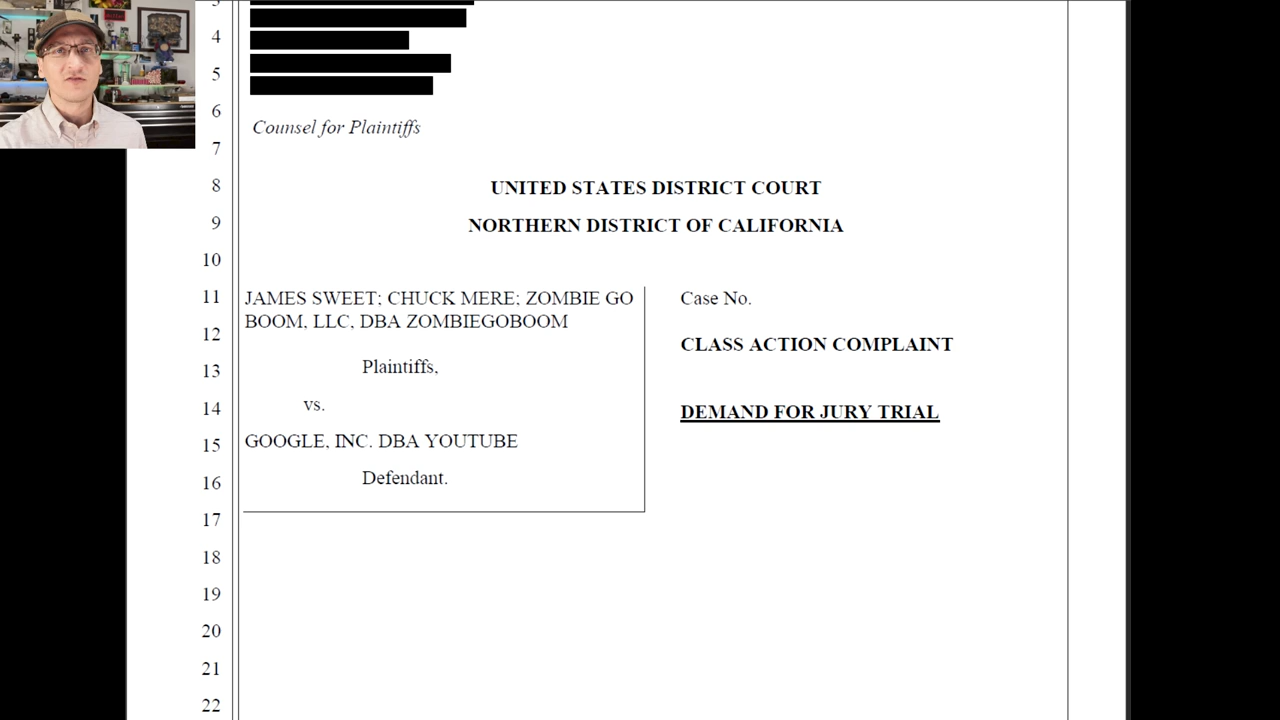 3
4
5
6
Counsel for Plaintiffs
7
8
UNITED STATES DISTRICT COURT
9
NORTHERN DISTRICT OF CALIFORNIA
10
11
JAMES SWEET; CHUCK MERE; ZOMBIE GO
BOOM, LLC, DBA ZOMBIEGOBOOM
12
Plaintiffs,
13
vs.
14
GOOGLE, INC. DBA YOUTUBE
15
Defendant.
16
17
Case No.
CLASS ACTION COMPLAINT
DEMAND FOR JURY TRIAL
18
19
20
21
22